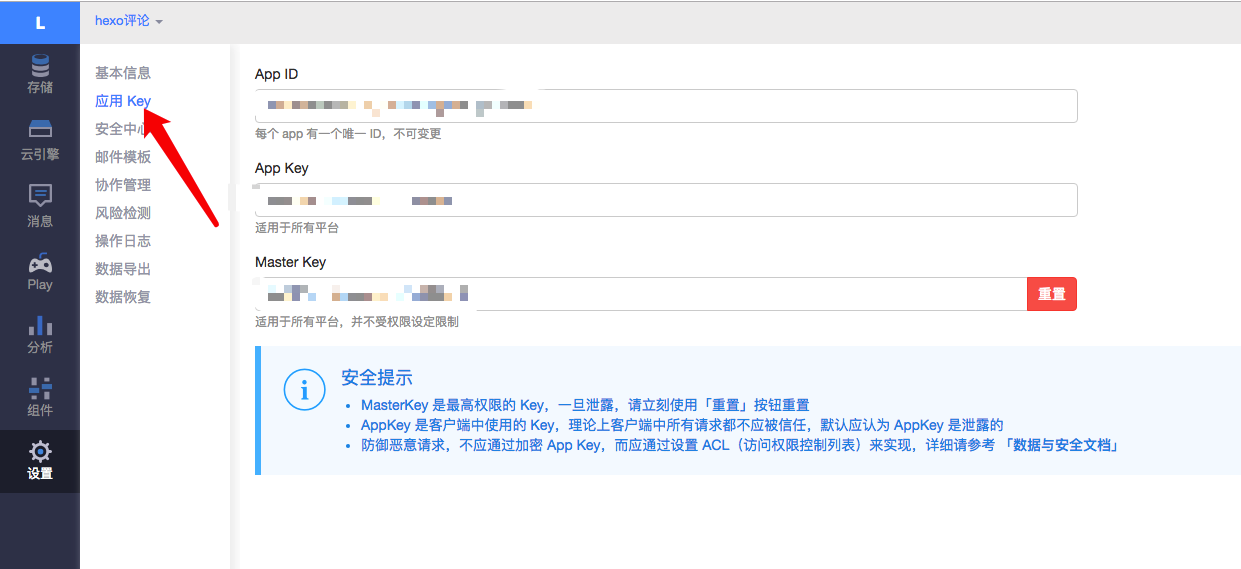 L
hexo评论
存储
云引擎
消息
Play
分析
组件
设置
基本信息
应用 Key
安全中心
邮件模板
协作管理
风险检测
操作日志
数据导出
数据恢复
App ID
每个 app 有一个唯一 ID，不可变更
App Key
适用于所有平台
Master Key
重置
适用于所有平台，并不受权限设定限制
安全提示
• MasterKey 是最高权限的 Key，一旦泄露，请立刻使用「重置」按钮重置
• AppKey 是客户端中使用的 Key，理论上客户端中所有请求都不应被信任，默认应认为 AppKey 是泄露的
• 防御恶意请求，不应通过加密 App Key，而应通过设置 ACL（访问权限控制列表）来实现，详细请参考 「数据与安全文档」